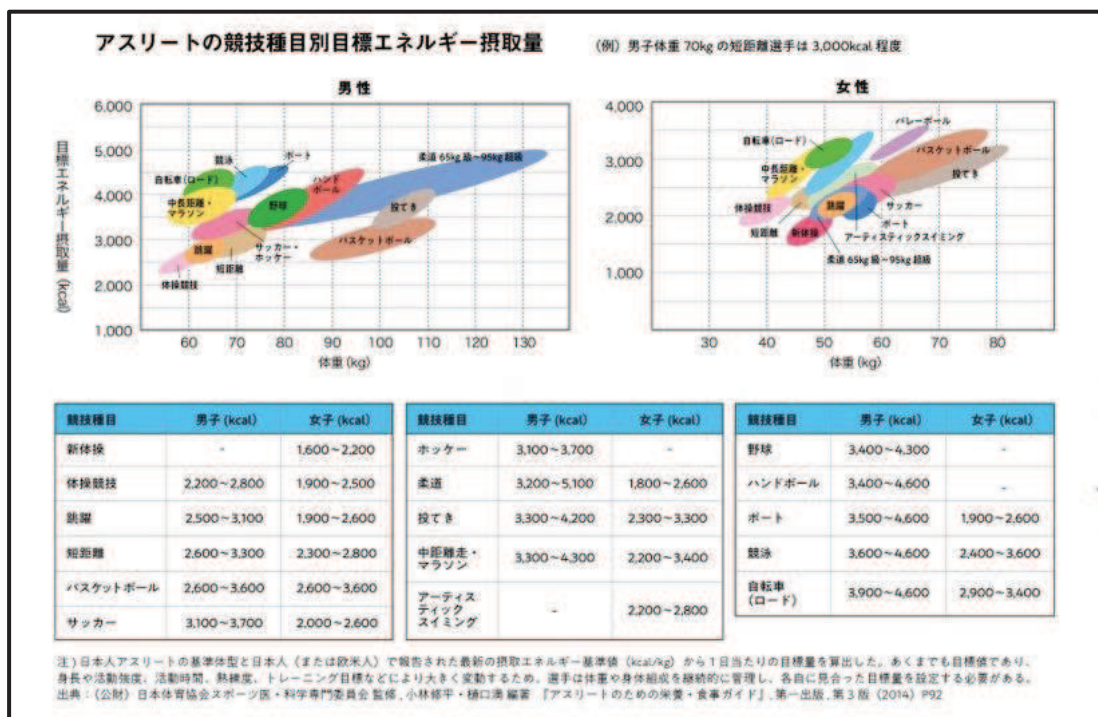 アスリートの競技種目別目標エネルギー摂取量 (例)男子体重 70kg の短距離選手は 3,000kcal 程度
男性
目標エネルギー摂取量(kcal)
6,000
5,000
4,000
3,000
2,000
1,000
競泳
ボート
自転車(ロード)
中長距離・
マラソン
ハンド
ボール
野球
柔道 65kg 級~95kg 超級
投てき
バスケットボール
跳躍
サッカー・
ホッケー
短距離
体操競技
60 70 80 90 100 110 120 130
体重(kg)
女性
4,000
3,000
2,000
1,000
バレーボール
自転車(ロード)
バスケットボール
中長距離・
マラソン
投てき
体操競技
サッカー
跳躍
短距離
新体操
ボート
アーティスティックスイミング
柔道 65kg 級~95kg 超級
30 40 50 60 70 80
体重(kg)
競技種目 男子(kcal) 女子(kcal)
新体操 - 1,600~2,200
体操競技 2,200~2,800 1,900~2,500
跳躍 2,500~3,100 1,900~2,600
短距離 2,600~3,300 2,300~2,800
バスケットボール 2,600~3,600 2,600~3,600
サッカー 3,100~3,700 2,000~2,600
競技種目 男子(kcal) 女子(kcal)
ホッケー 3,100~3,700 -
柔道 3,200~5,100 1,800~2,600
投てき 3,300~4,200 2,300~3,300
中距離走・
マラソン 3,300~4,300 2,200~3,400
アーティス
ティック
スイミング - 2,200~2,800
競技種目 男子(kcal) 女子(kcal)
野球 3,400~4,300 -
ハンドボール 3,400~4,600 -
ボート 3,500~4,600 1,900~2,600
競泳 3,600~4,600 2,400~3,600
自転車
(ロード) 3,900~4,600 2,900~3,400
注)日本人アスリートの基準体型と日本人(または欧米人)で報告された最新の摂取エネルギー基準値(kcal/kg)から1日当たりの目標量を算出した。あくまでも目標値であり、
身長や活動強度、活動時間、熟練度、トレーニング目標などにより大きく変動するため、選手は体重や身体組成を継続的に管理し、各自に見合った目標量を設定する必要がある。
出典:(公財)日本体育協会スポーツ医・科学専門委員会 監修、小林修平・樋口満 編著 『アスリートのための栄養・食事ガイド』、第一出版、第3版(2014)P92